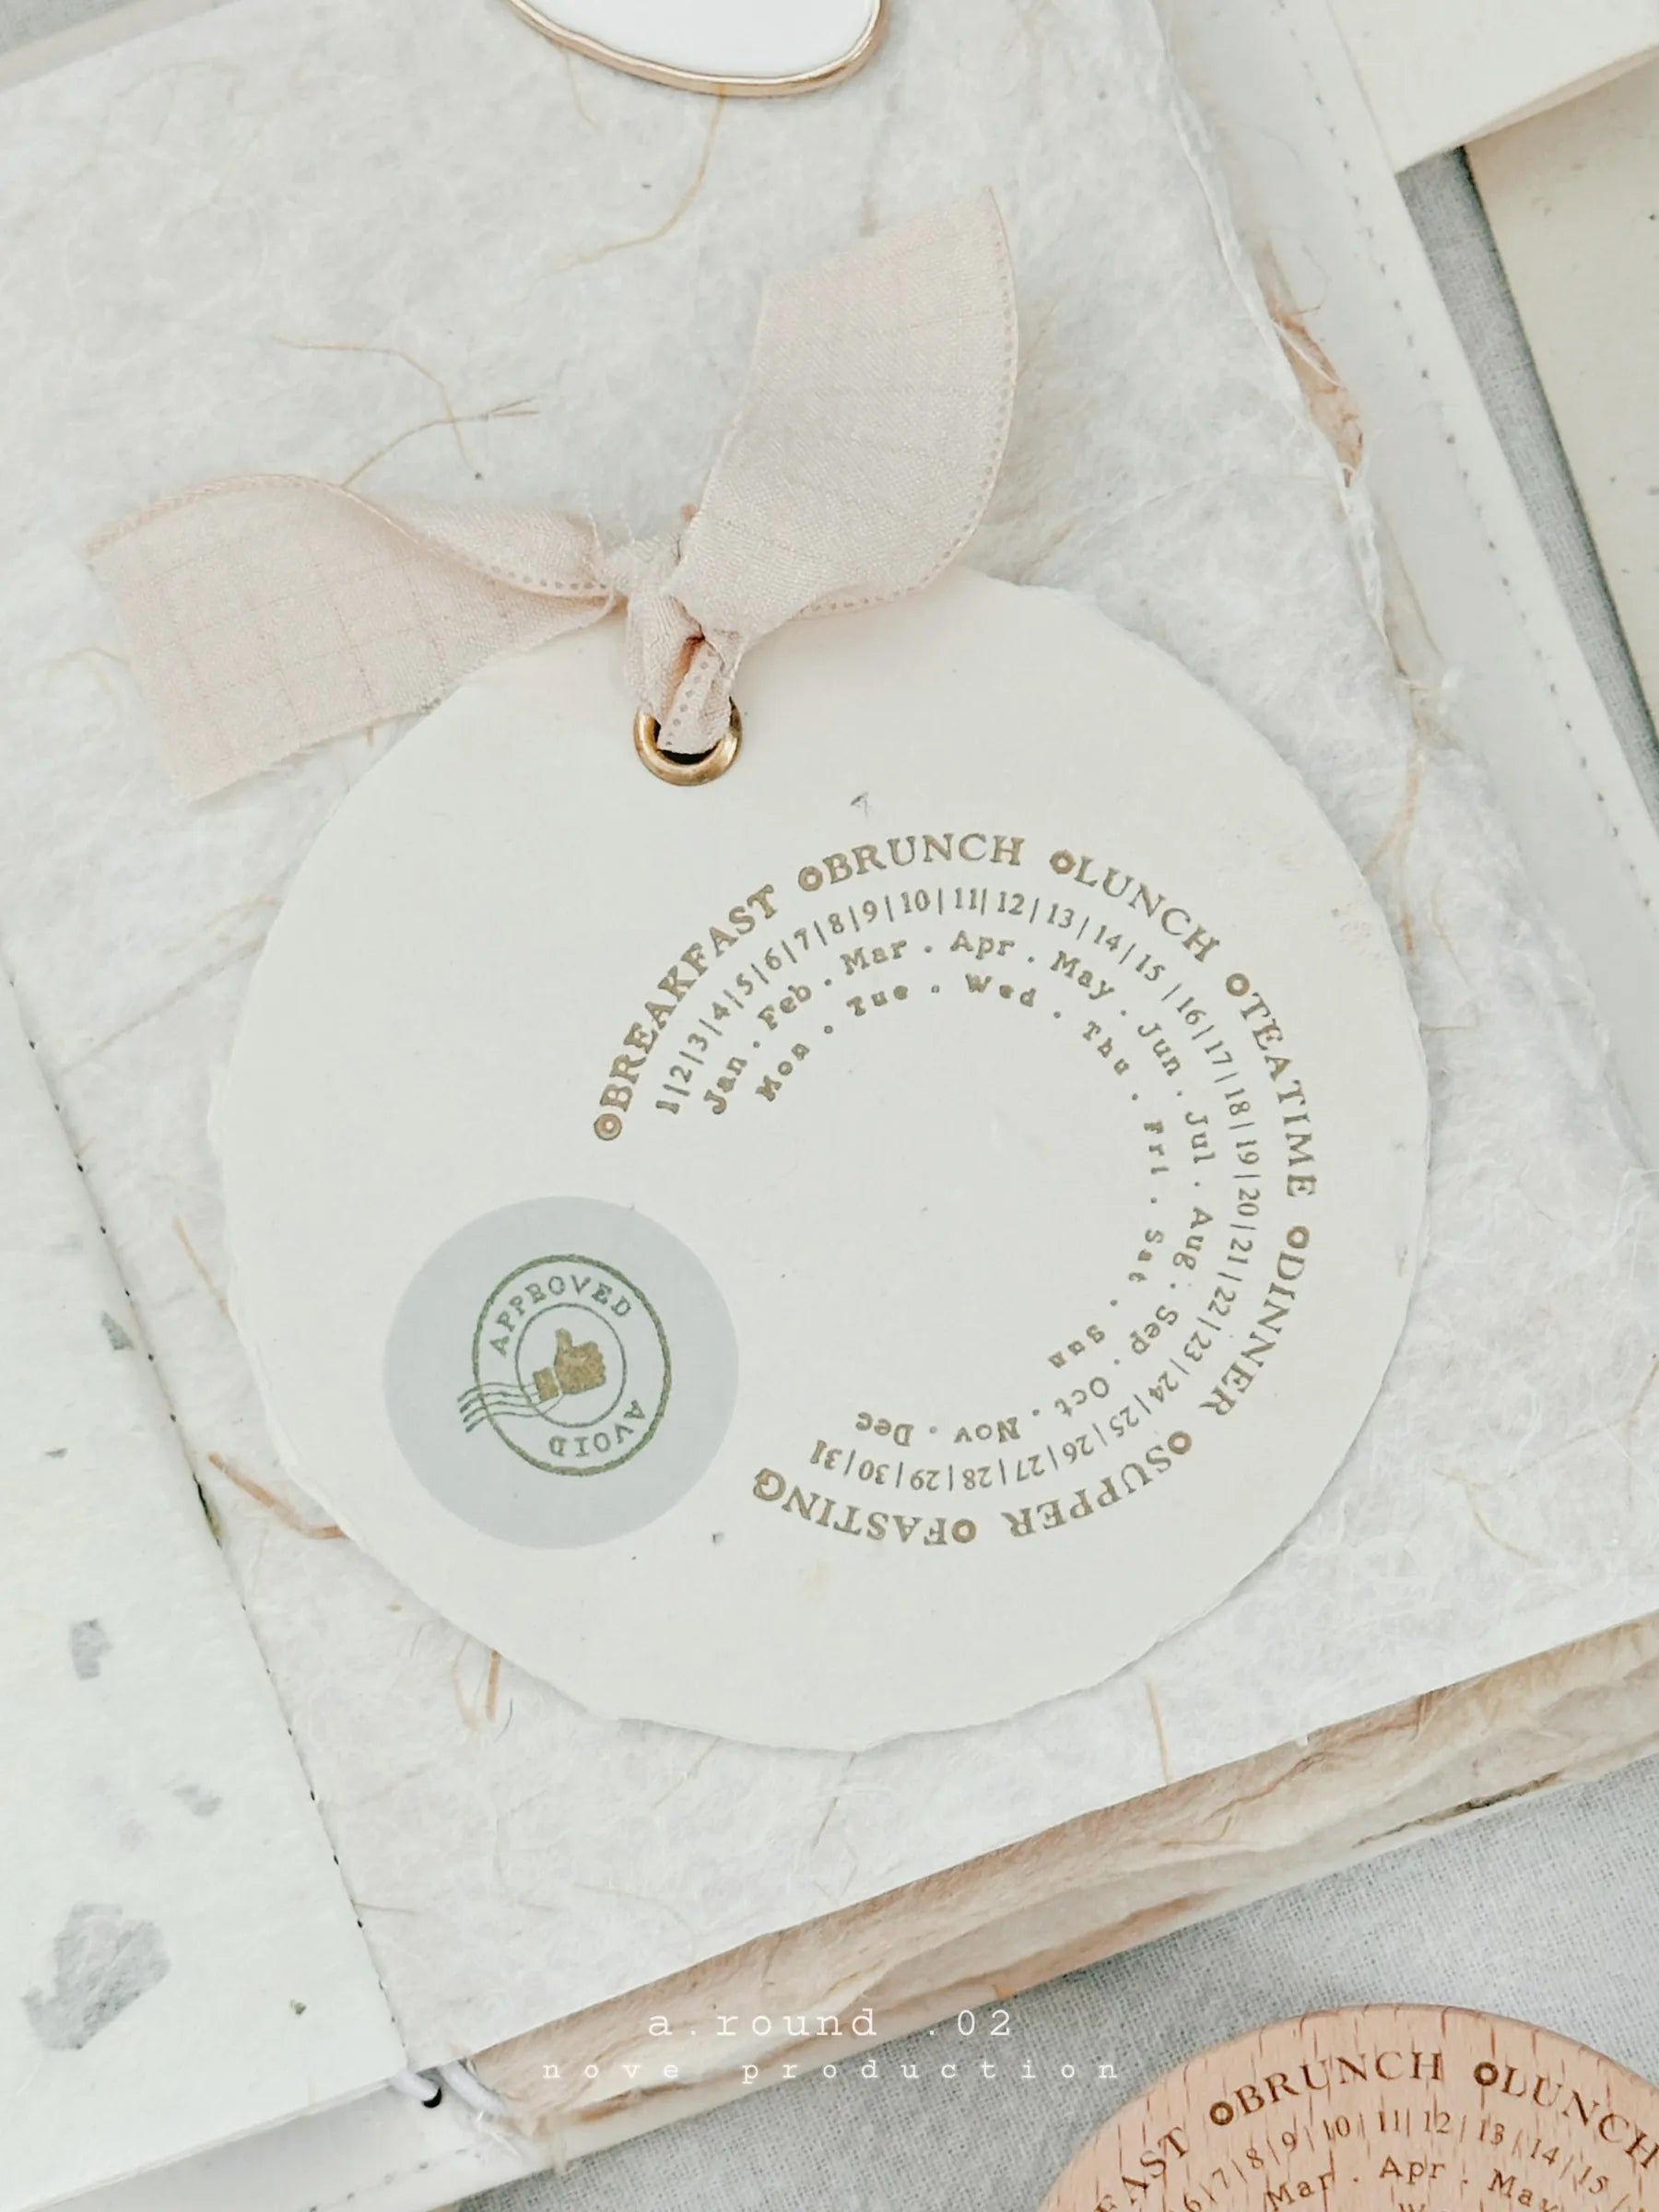 BREAKFAST BRUNCH LUNCH TEATIME DINNER SUPPER FASTING
1|2|3|4|5|6|7|8|9|10|11|12|13|14|15|16|17|18|19|20|21|22|23|24|25|26|27|28|29|30|31
Jan . Feb . Mar . Apr . May . Jun . Jul . Aug . Sep . Oct . Nov . Dec
Mon . Tue . Wed . Thu . Fri . Sat . Sun
APPROVED
AVOID
a.round .02
nove production
BRUNCH LUNCH
6|7|8|9|10|11|12|13|14|15
Mar . Apr . May